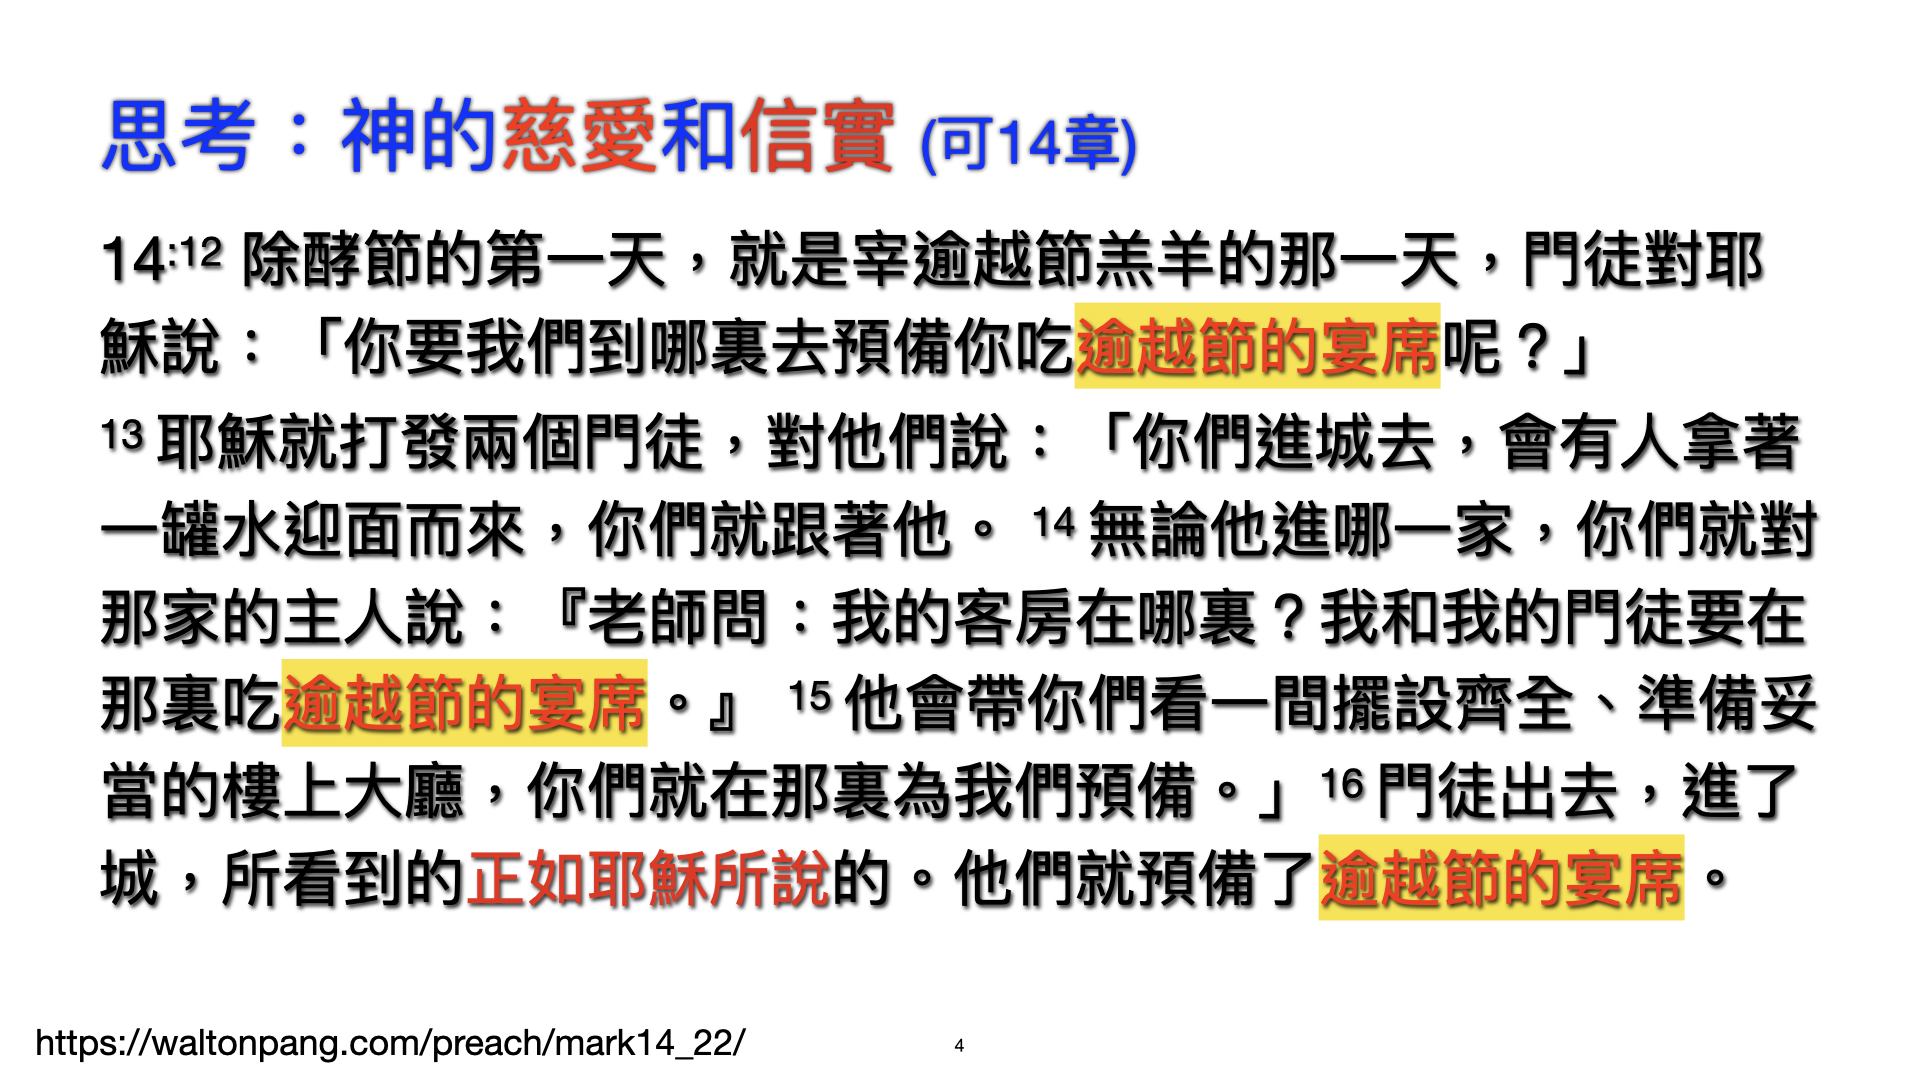 思考：神的慈愛和信實 (可14章)
14:12 除酵節的第一天，就是宰逾越節羔羊的那一天，門徒對耶
穌說：「你要我們到哪裏去預備你吃逾越節的宴席呢？」
13 耶穌就打發兩個門徒，對他們說：「你們進城去，會有人拿著
一罐水迎面而來，你們就跟著他。 14 無論他進哪一家，你們就對
那家的主人說：『老師問：我的客房在哪裏？我和我的門徒要在
那裏吃逾越節的宴席。』 15 他會帶你們看一間擺設齊全、準備妥
當的樓上大廳，你們就在那裏為我們預備。」16 門徒出去，進了
城，所看到的正如耶穌所說的。他們就預備了逾越節的宴席。
https://waltonpang.com/preach/mark14_22/
4